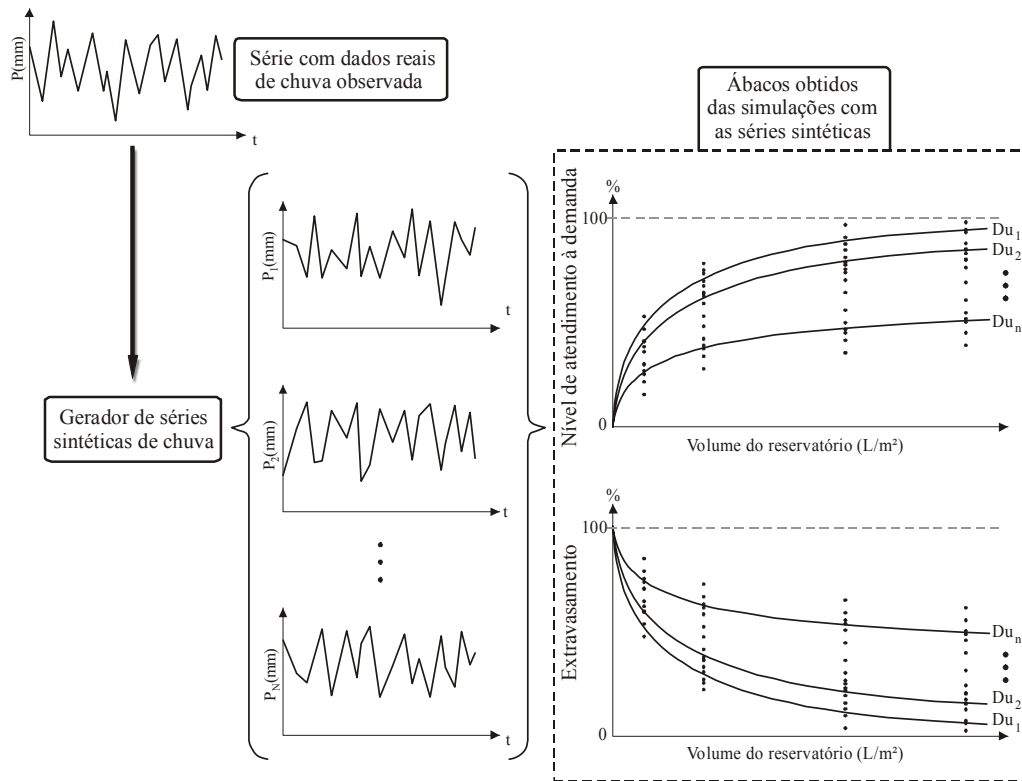 P(mm)
t
Série com dados reais
de chuva observada
Gerador de séries
sintéticas de chuva
P1(mm)
t
P2(mm)
t
PN(mm)
t
Ábacos obtidos
das simulações com
as séries sintéticas
Nível de atendimento à demanda
%
100
0
Du1
Du2
Dun
Volume do reservatório (L/m²)
Extravasamento
%
100
0
Dun
Du2
Du1
Volume do reservatório (L/m²)